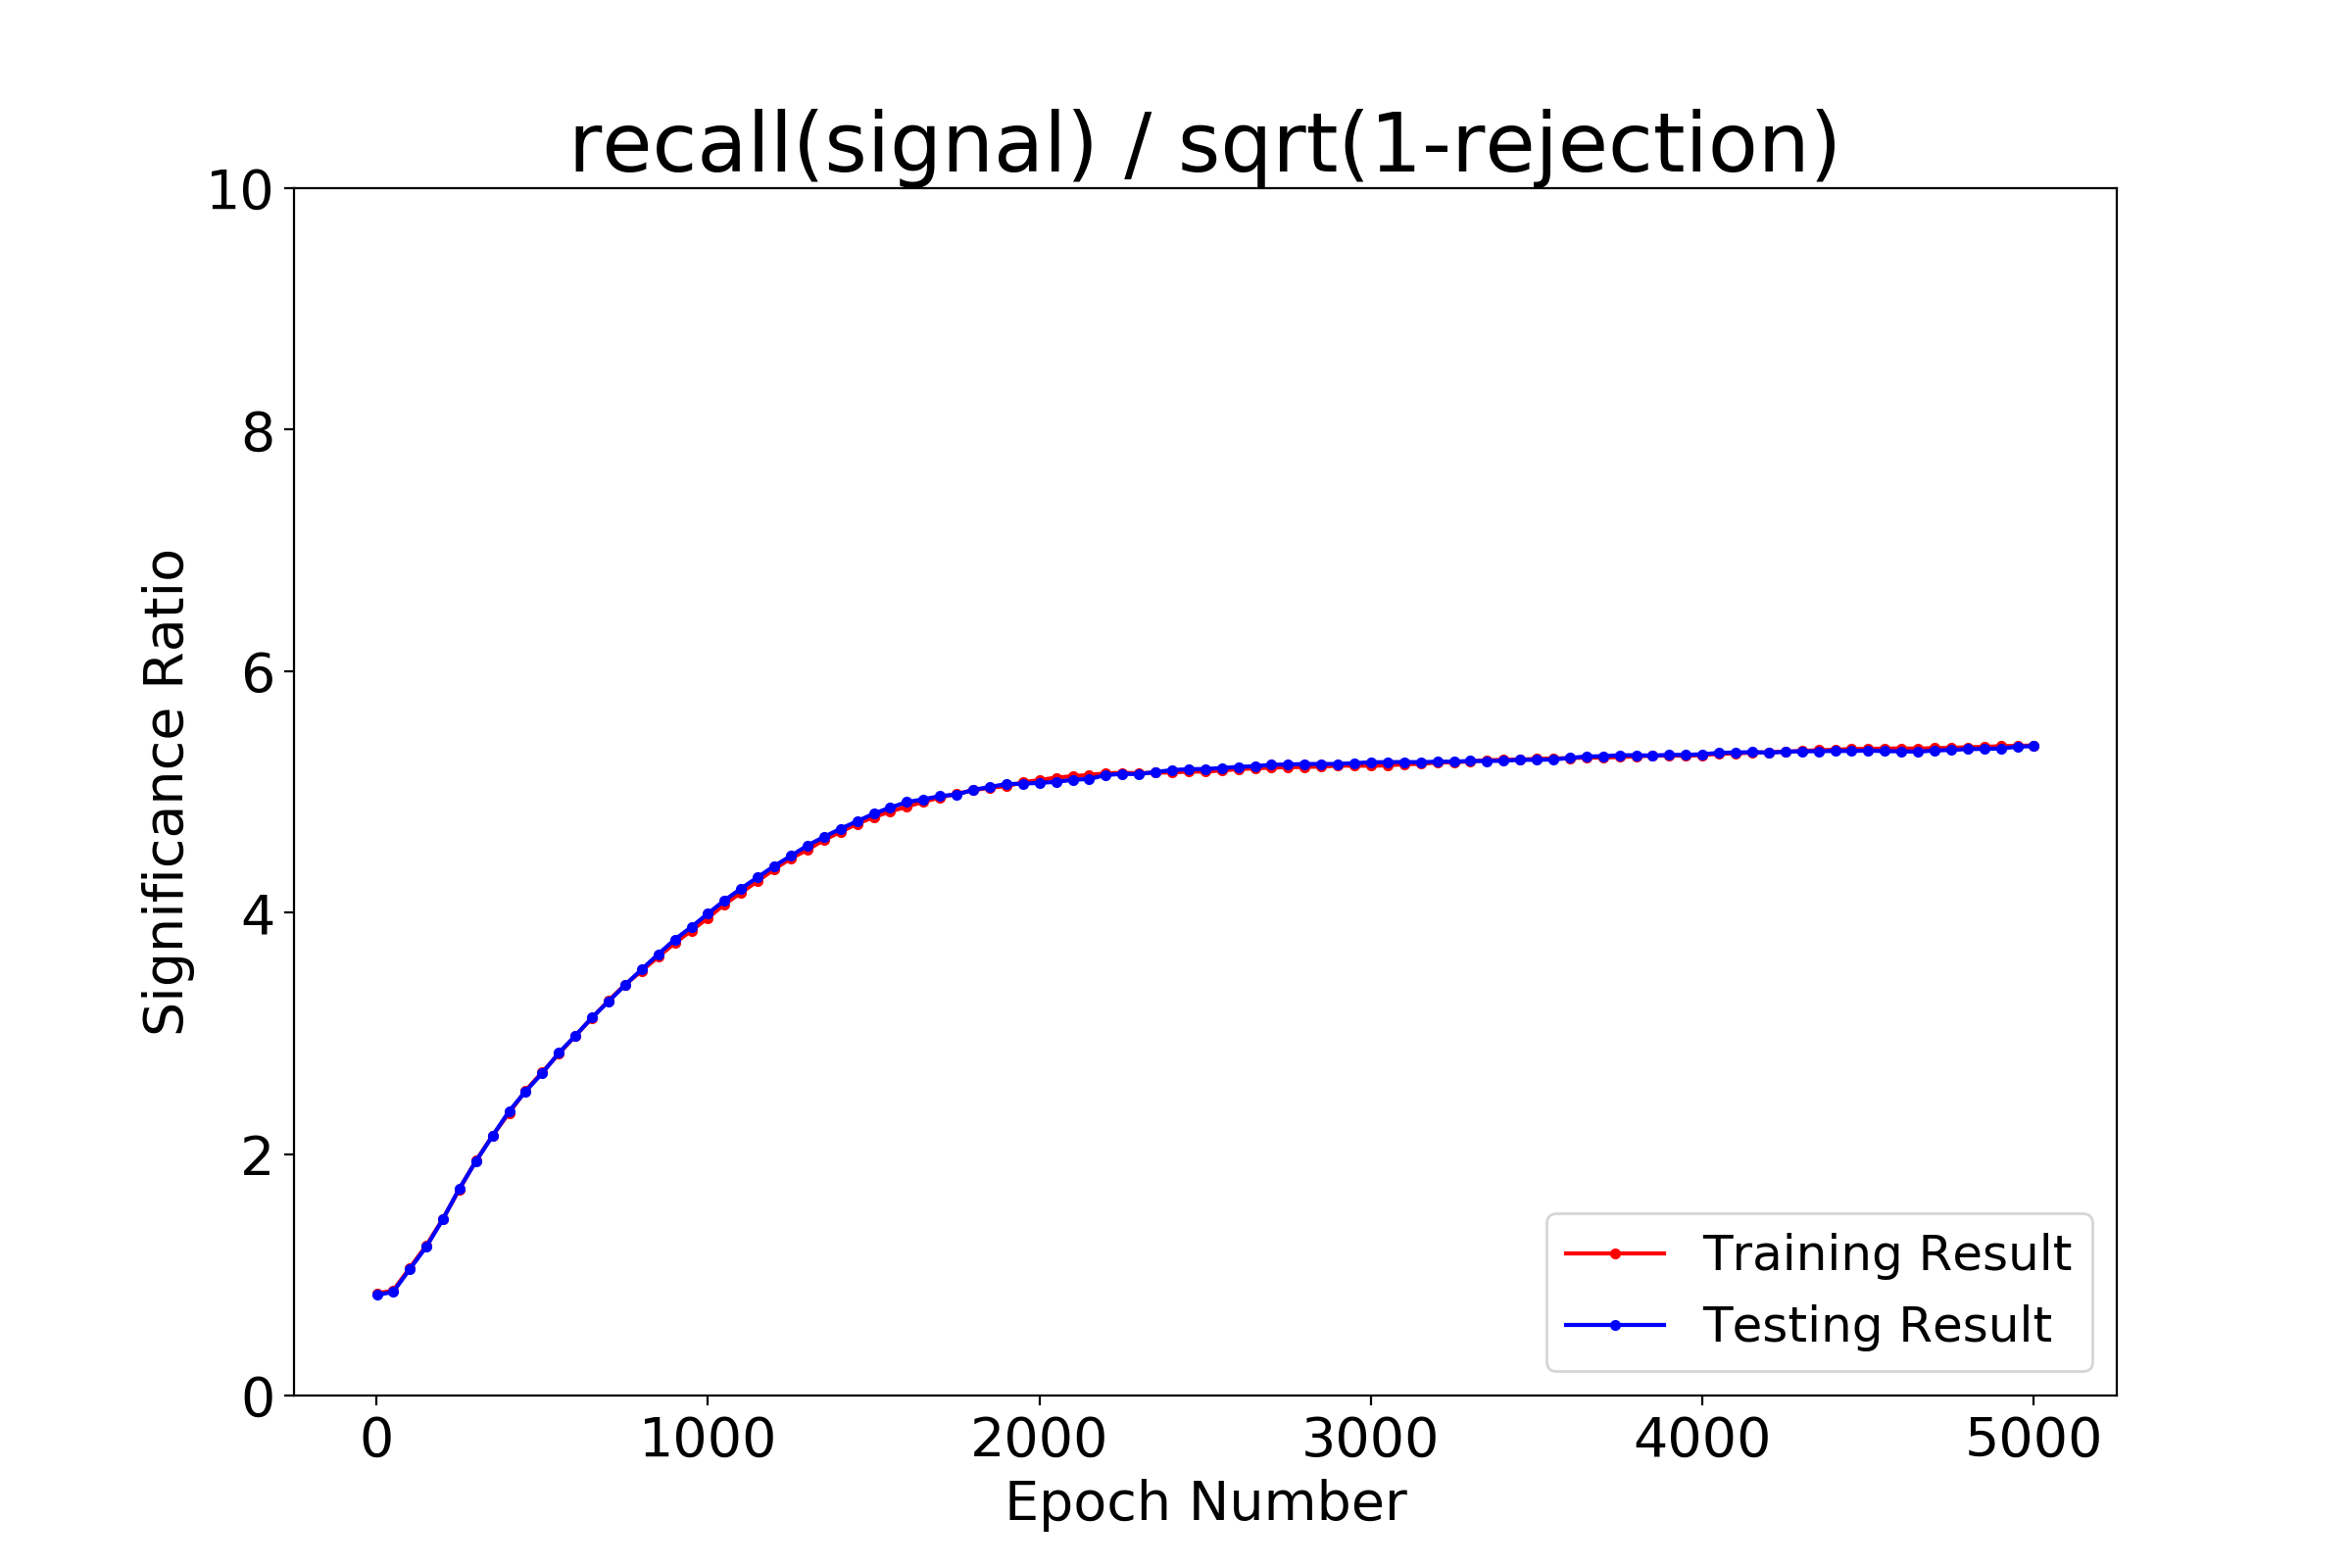 recall(signal) / sqrt(1-rejection)
10
8
6
4
2
0
Significance Ratio
Training Result
Testing Result
0 1000 2000 3000 4000 5000
Epoch Number